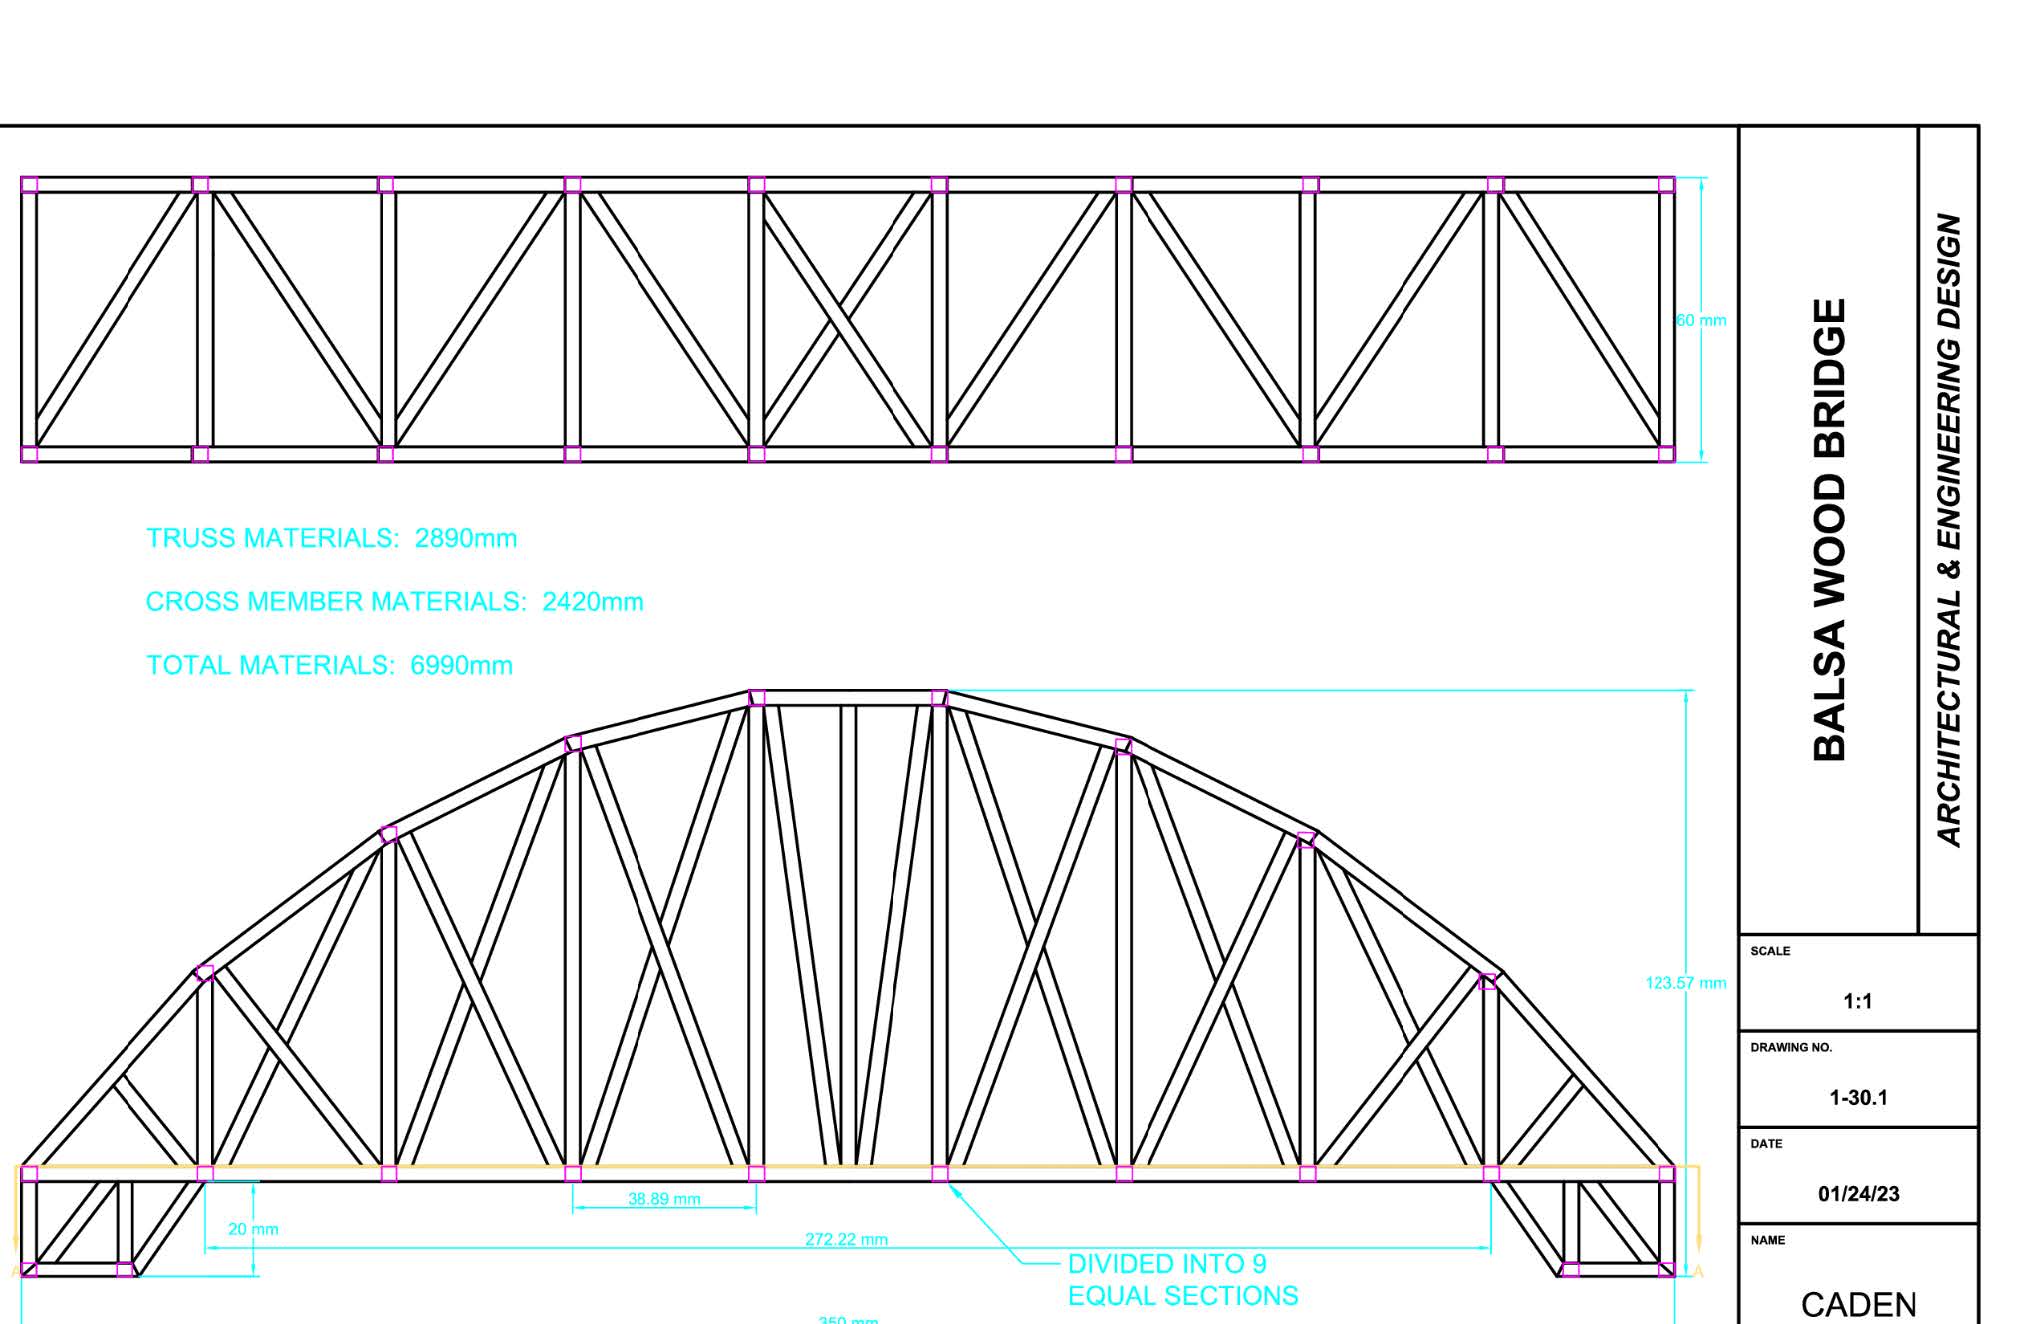 60 mm
TRUSS MATERIALS: 2890mm
CROSS MEMBER MATERIALS: 2420mm
TOTAL MATERIALS: 6990mm
123.57 mm
38.89 mm
20 mm
272.22 mm
DIVIDED INTO 9
EQUAL SECTIONS
A
A
350 mm
BALSA WOOD BRIDGE
ARCHITECTURAL & ENGINEERING DESIGN
SCALE
1:1
DRAWING NO.
1-30.1
DATE
01/24/23
NAME
CADEN